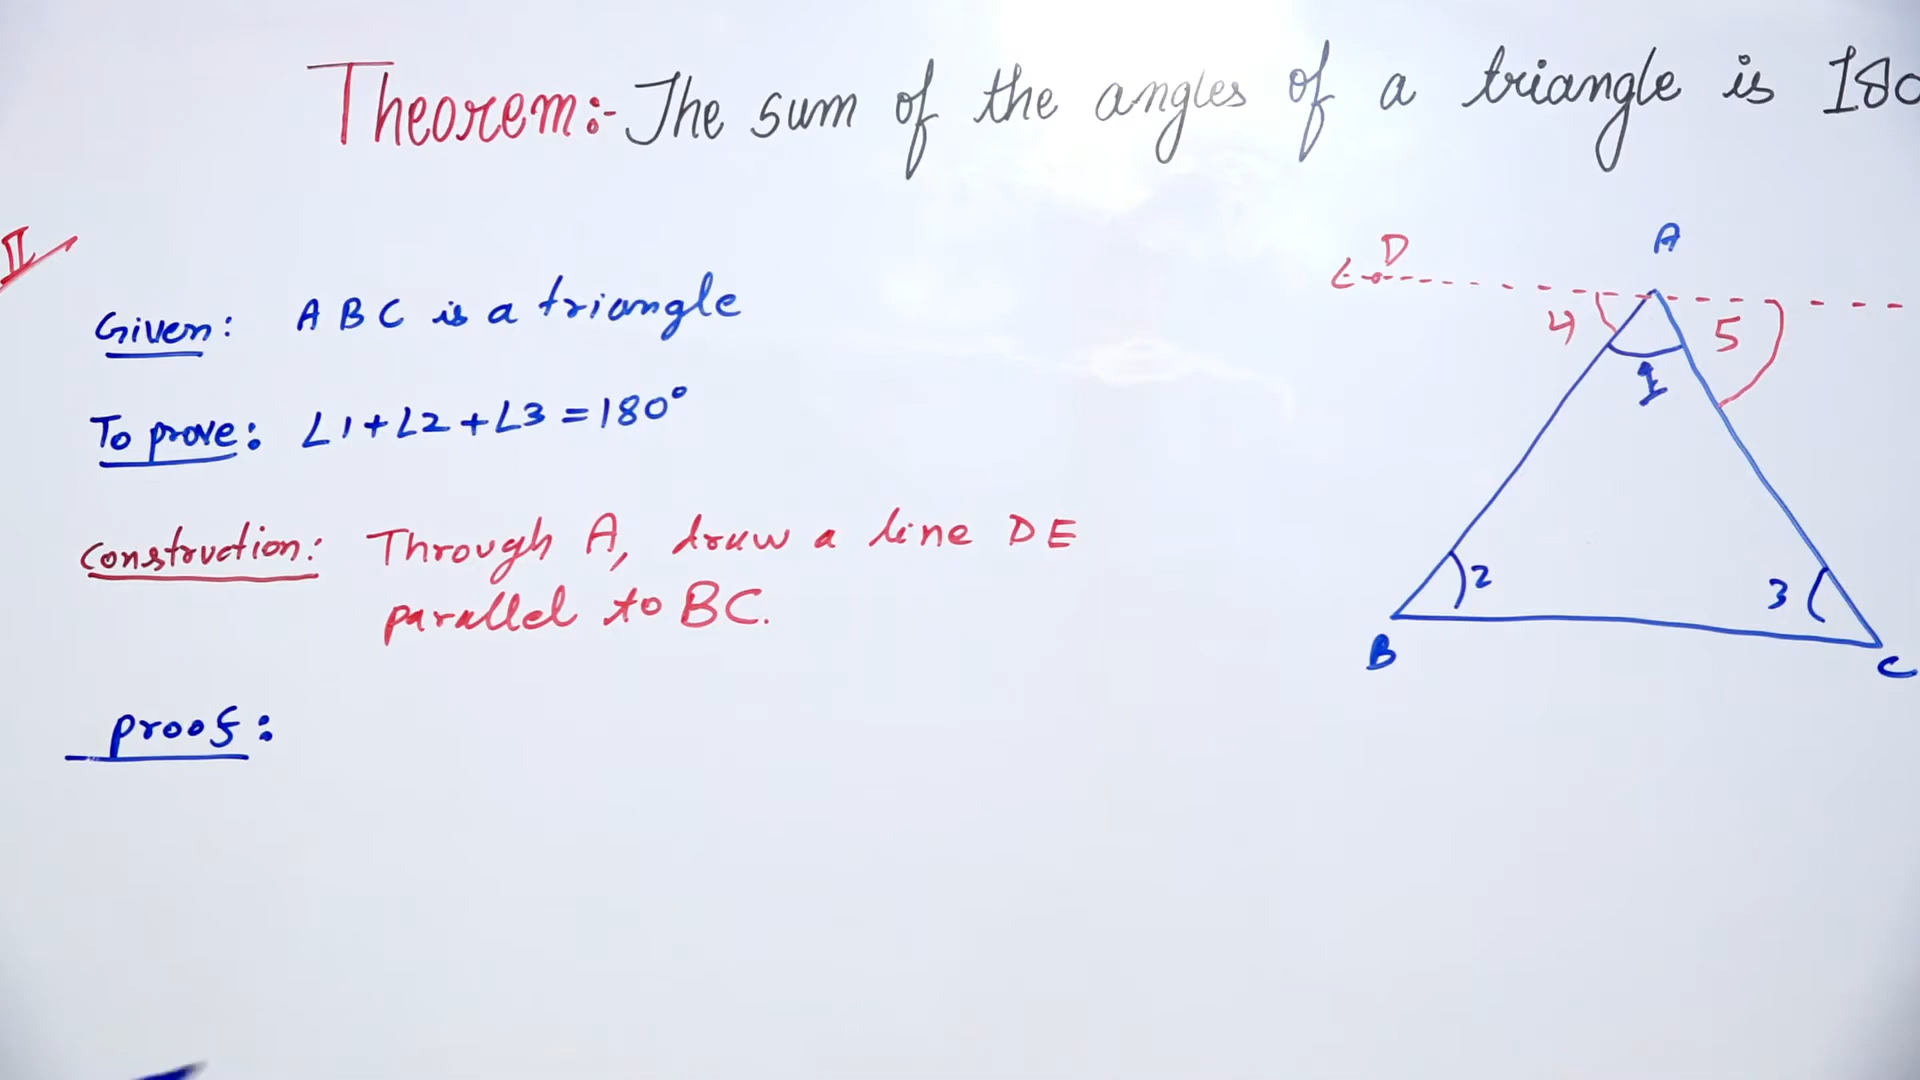 Theorem:- The sum of the angles of a triangle is 180
II
Given: ABC is a triangle
To prove: ∠1+∠2+∠3=180°
Construction: Through A, draw a line DE
parallel to BC.
proof:
A
D
4
5
1
2
3
B
C